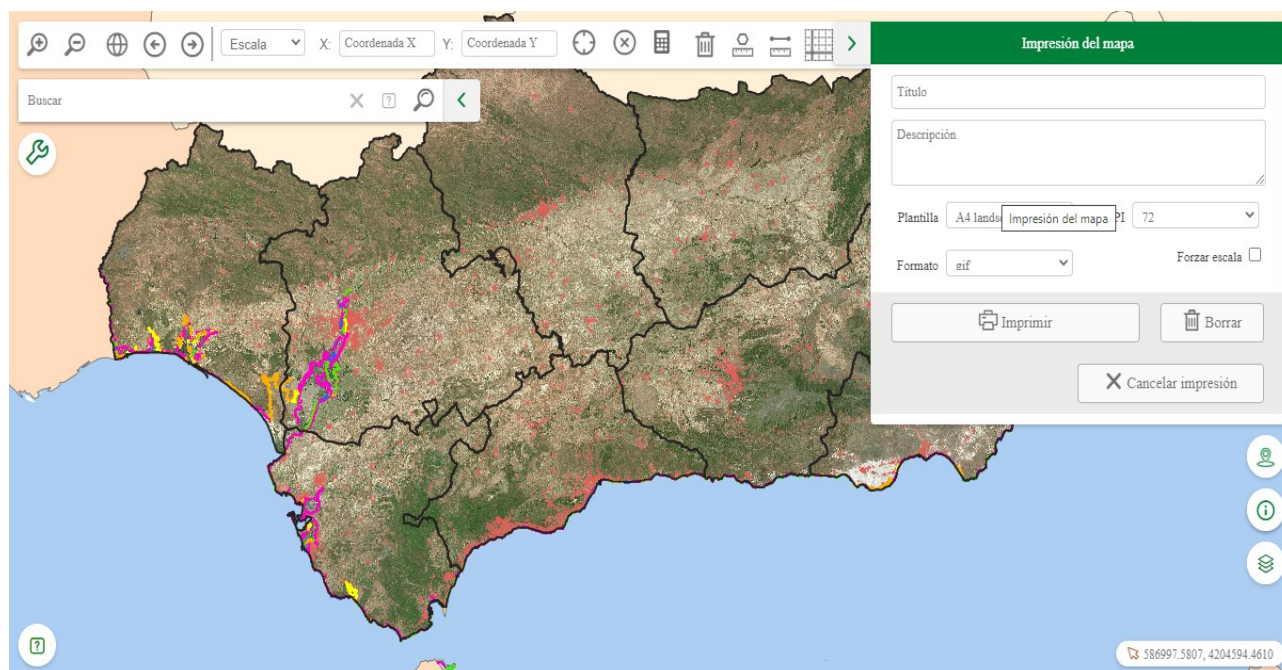 Escala
X:
Coordenada X
Y:
Coordenada Y
Impresión del mapa
Buscar
Título
Descripción
Plantilla
A4 lands
Impresión del mapa
PI
72
Formato
gif
Forzar escala
Imprimir
Borrar
Cancelar impresión
586997.5807, 4204594.4610